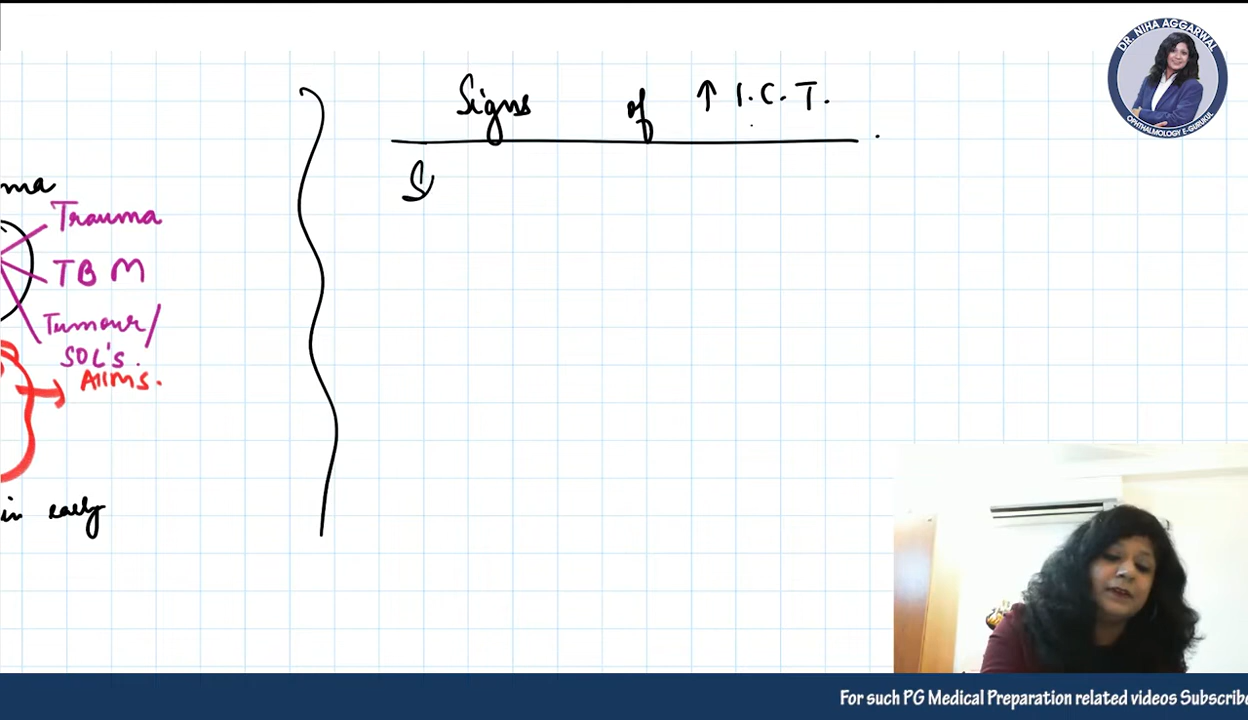 Signs of ↑ I.C.T.
S
ma
Trauma
TBM
Tumour/
SOL's.
AIIMS.
in early
DR. NIHA AGGARWAL
OPHTHALMOLOGY E-GURUKUL
For such PG Medical Preparation related videos Subscribe